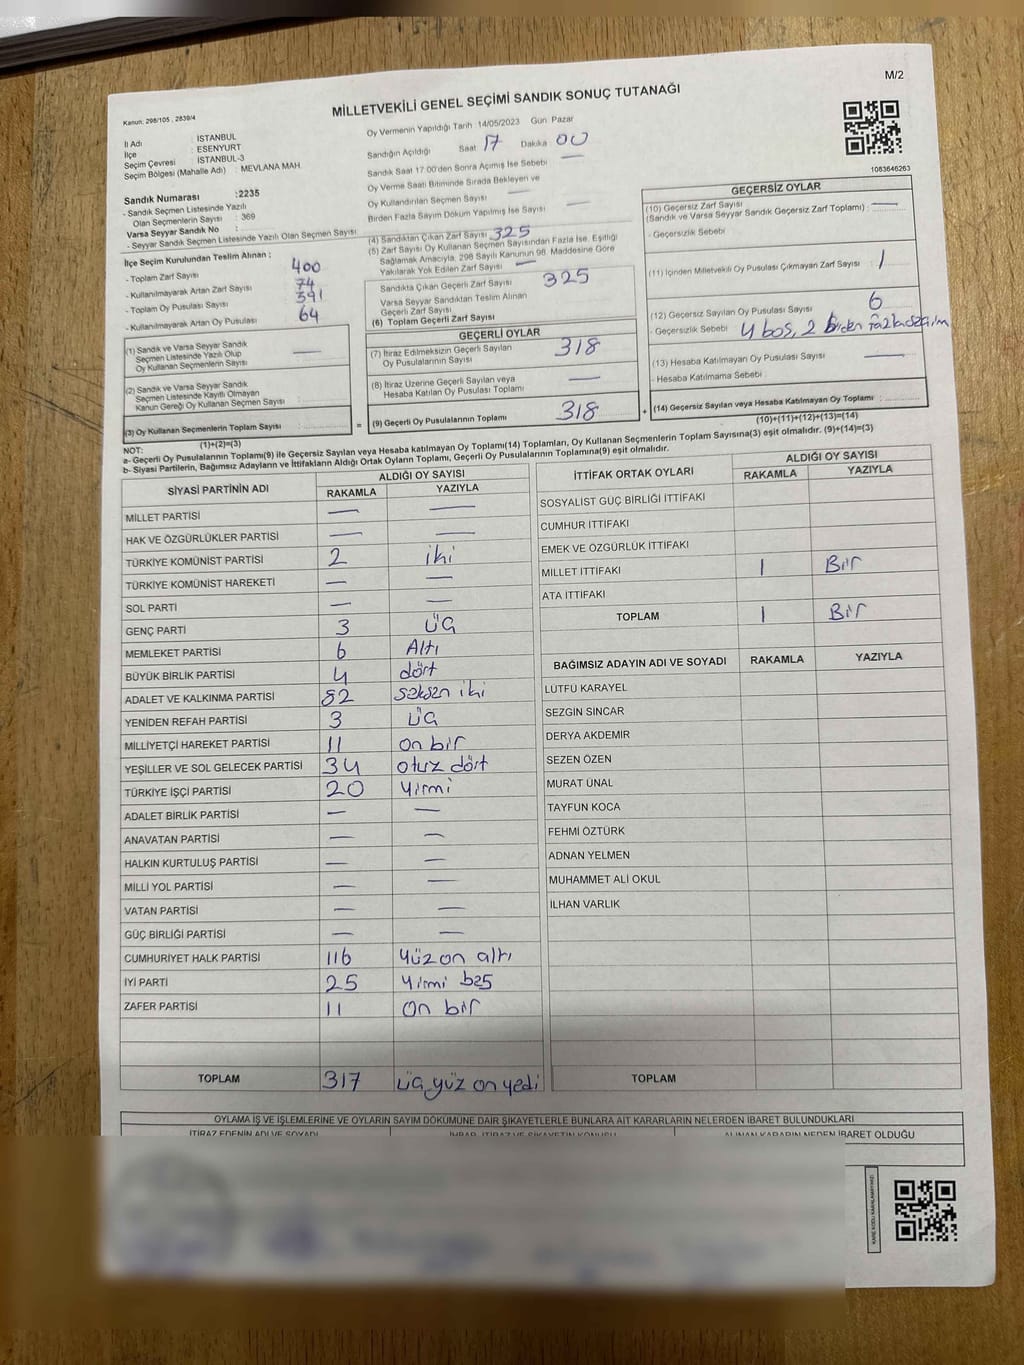 M/2
MİLLETVEKİLİ GENEL SEÇİMİ SANDIK SONUÇ TUTANAĞI
Kanun: 298/105 , 2839/4
İl Adı : İSTANBUL
İlçe : ESENYURT
Seçim Çevresi : İSTANBUL-3
Seçim Bölgesi (Mahalle Adı) : MEVLANA MAH.
Sandık Numarası :2235
- Sandık Seçmen Listesinde Yazılı
Olan Seçmenlerin Sayısı : 369
Varsa Seyyar Sandık No :
- Seyyar Sandık Seçmen Listesinde Yazılı Olan Seçmen Sayısı
İlçe Seçim Kurulundan Teslim Alınan :
- Toplam Zarf Sayısı 400
- Kullanılmayarak Artan Zarf Sayısı 74
- Toplam Oy Pusulası Sayısı 391
- Kullanılmayarak Artan Oy Pusulası 64
(1) Sandık ve Varsa Seyyar Sandık
Seçmen Listesinde Yazılı Olup
Oy Kullanan Seçmenlerin Sayısı —
(2) Sandık ve Varsa Seyyar Sandık
Seçmen Listesinde Kayıtlı Olmayan
Kanun Gereği Oy Kullanan Seçmen Sayısı :
(3) Oy Kullanan Seçmenlerin Toplam Sayısı :
(1)+(2)=(3)
Oy Vermenin Yapıldığı Tarih 14/05/2023 Gün Pazar
Sandığın Açıldığı Saat 17 Dakika 00
Sandık Saat 17:00'den Sonra Açılmış İse Sebebi —
Oy Verme Saati Bitiminde Sırada Bekleyen ve
Oy Kullandırılan Seçmen Sayısı —
Birden Fazla Sayım Döküm Yapılmış İse Sayısı —
(4) Sandıktan Çıkan Zarf Sayısı 325
(5) Zarf Sayısı Oy Kullanan Seçmen Sayısından Fazla İse, Eşitliği
Sağlamak Amacıyla, 298 Sayılı Kanunun 98. Maddesine Göre
Yakılarak Yok Edilen Zarf Sayısı —
Sandıkta Çıkan Geçerli Zarf Sayısı 325
Varsa Seyyar Sandıktan Teslim Alınan
Geçerli Zarf Sayısı
(6) Toplam Geçerli Zarf Sayısı
GEÇERLİ OYLAR
(7) İtiraz Edilmeksizin Geçerli Sayılan
Oy Pusulalarının Sayısı 318
(8) İtiraz Üzerine Geçerli Sayılan veya
Hesaba Katılan Oy Pusulası Toplamı —
= (9) Geçerli Oy Pusulalarının Toplamı 318 +
1083646263
GEÇERSİZ OYLAR
(10) Geçersiz Zarf Sayısı —
(Sandık ve Varsa Seyyar Sandık Geçersiz Zarf Toplamı) :
- Geçersizlik Sebebi
(11) İçinden Milletvekili Oy Pusulası Çıkmayan Zarf Sayısı : 1
(12) Geçersiz Sayılan Oy Pusulası Sayısı 6
- Geçersizlik Sebebi 4 boş, 2 birden
(13) Hesaba Katılmayan Oy Pusulası Sayısı —
- Hesaba Katılmama Sebebi :
(14) Geçersiz Sayılan veya Hesaba Katılmayan Oy Toplamı :
(10)+(11)+(12)+(13)=(14)
NOT:
a- Geçerli Oy Pusulalarının Toplamı(9) ile Geçersiz Sayılan veya Hesaba Katılmayan Oy Toplamı(14) Toplamları, Oy Kullanan Seçmenlerin Toplam Sayısına(3) eşit olmalıdır. (9)+(14)=(3)
b- Siyasi Partilerin, Bağımsız Adayların ve İttifakların Aldığı Ortak Oyların Toplamı, Geçerli Oy Pusulalarının Toplamına(9) eşit olmalıdır.
SİYASİ PARTİNİN ADI ALDIĞI OY SAYISI
RAKAMLA YAZIYLA
MİLLET PARTİSİ — —
HAK VE ÖZGÜRLÜKLER PARTİSİ — —
TÜRKİYE KOMÜNİST PARTİSİ 2 iki
TÜRKİYE KOMÜNİST HAREKETİ — —
SOL PARTİ — —
GENÇ PARTİ 3 üç
MEMLEKET PARTİSİ 6 Altı
BÜYÜK BİRLİK PARTİSİ 4 dört
ADALET VE KALKINMA PARTİSİ 82 seksen iki
YENİDEN REFAH PARTİSİ 3 üç
MİLLİYETÇİ HAREKET PARTİSİ 11 on bir
YEŞİLLER VE SOL GELECEK PARTİSİ 34 otuz dört
TÜRKİYE İŞÇİ PARTİSİ 20 yirmi
ADALET BİRLİK PARTİSİ — —
ANAVATAN PARTİSİ — —
HALKIN KURTULUŞ PARTİSİ — —
MİLLİ YOL PARTİSİ — —
VATAN PARTİSİ — —
GÜÇ BİRLİĞİ PARTİSİ — —
CUMHURİYET HALK PARTİSİ 116 yüz on altı
İYİ PARTİ 25 yirmi beş
ZAFER PARTİSİ 11 on bir
TOPLAM 317 üç yüz on yedi
İTTİFAK ORTAK OYLARI ALDIĞI OY SAYISI
RAKAMLA YAZIYLA
SOSYALİST GÜÇ BİRLİĞİ İTTİFAKI
CUMHUR İTTİFAKI
EMEK VE ÖZGÜRLÜK İTTİFAKI
MİLLET İTTİFAKI 1 Bir
ATA İTTİFAKI
TOPLAM 1 Bir
BAĞIMSIZ ADAYIN ADI VE SOYADI RAKAMLA YAZIYLA
LÜTFÜ KARAYEL
SEZGİN SİNCAR
DERYA AKDEMİR
SEZEN ÖZEN
MURAT ÜNAL
TAYFUN KOCA
FEHMİ ÖZTÜRK
ADNAN YELMEN
MUHAMMET ALİ OKUL
İLHAN VARLIK
TOPLAM
OYLAMA İŞ VE İŞLEMLERİNE VE OYLARIN SAYIM DÖKÜMÜNE DAİR ŞİKAYETLERLE BUNLARA AİT KARARLARIN NELERDEN İBARET BULUNDUKLARI
İTİRAZ EDENİN ADI VE SOYADI İHBAR, İTİRAZ VE ŞİKAYETİN KONUSU ALINAN KARARIN NEDEN İBARET OLDUĞU